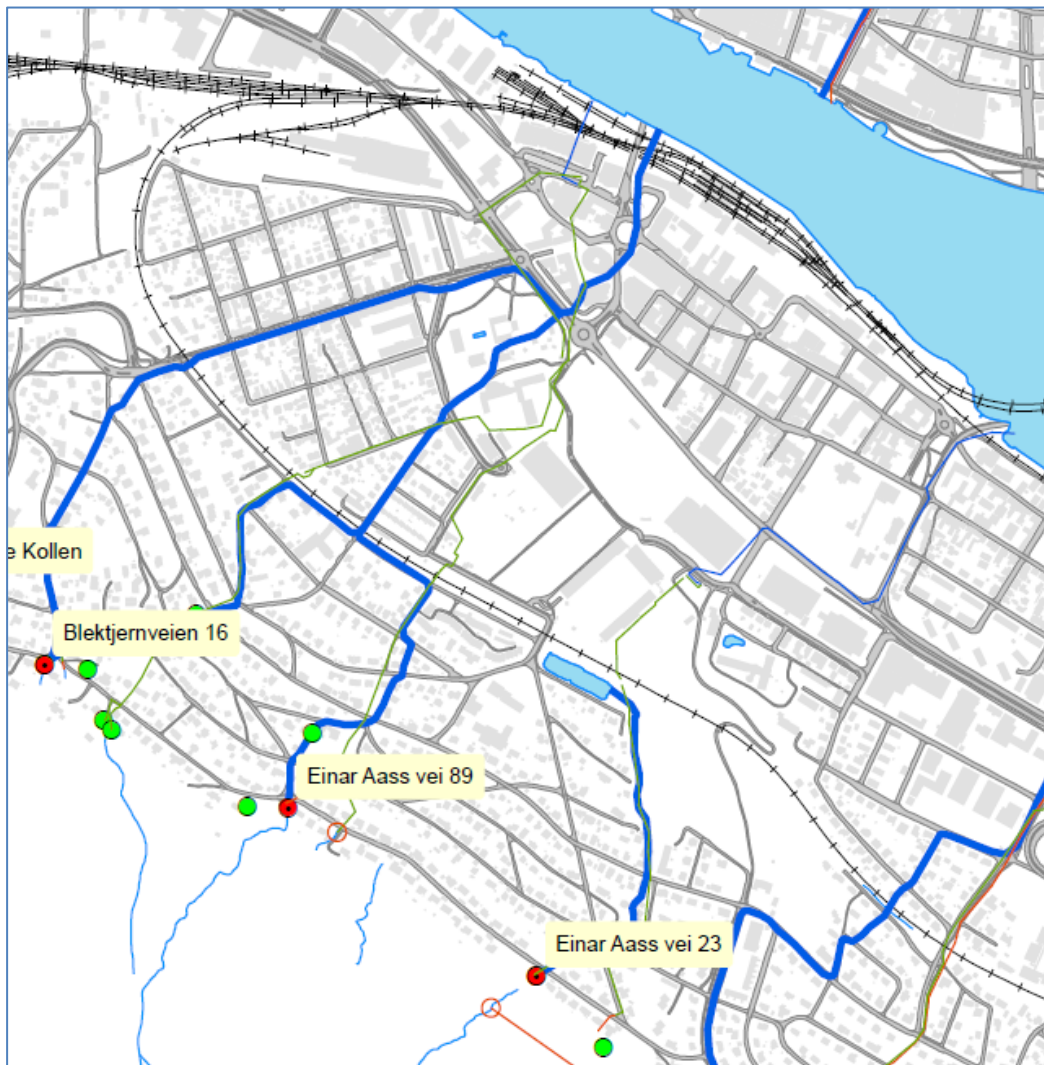 e Kollen
Blektjernveien 16
Einar Aass vei 89
Einar Aass vei 23